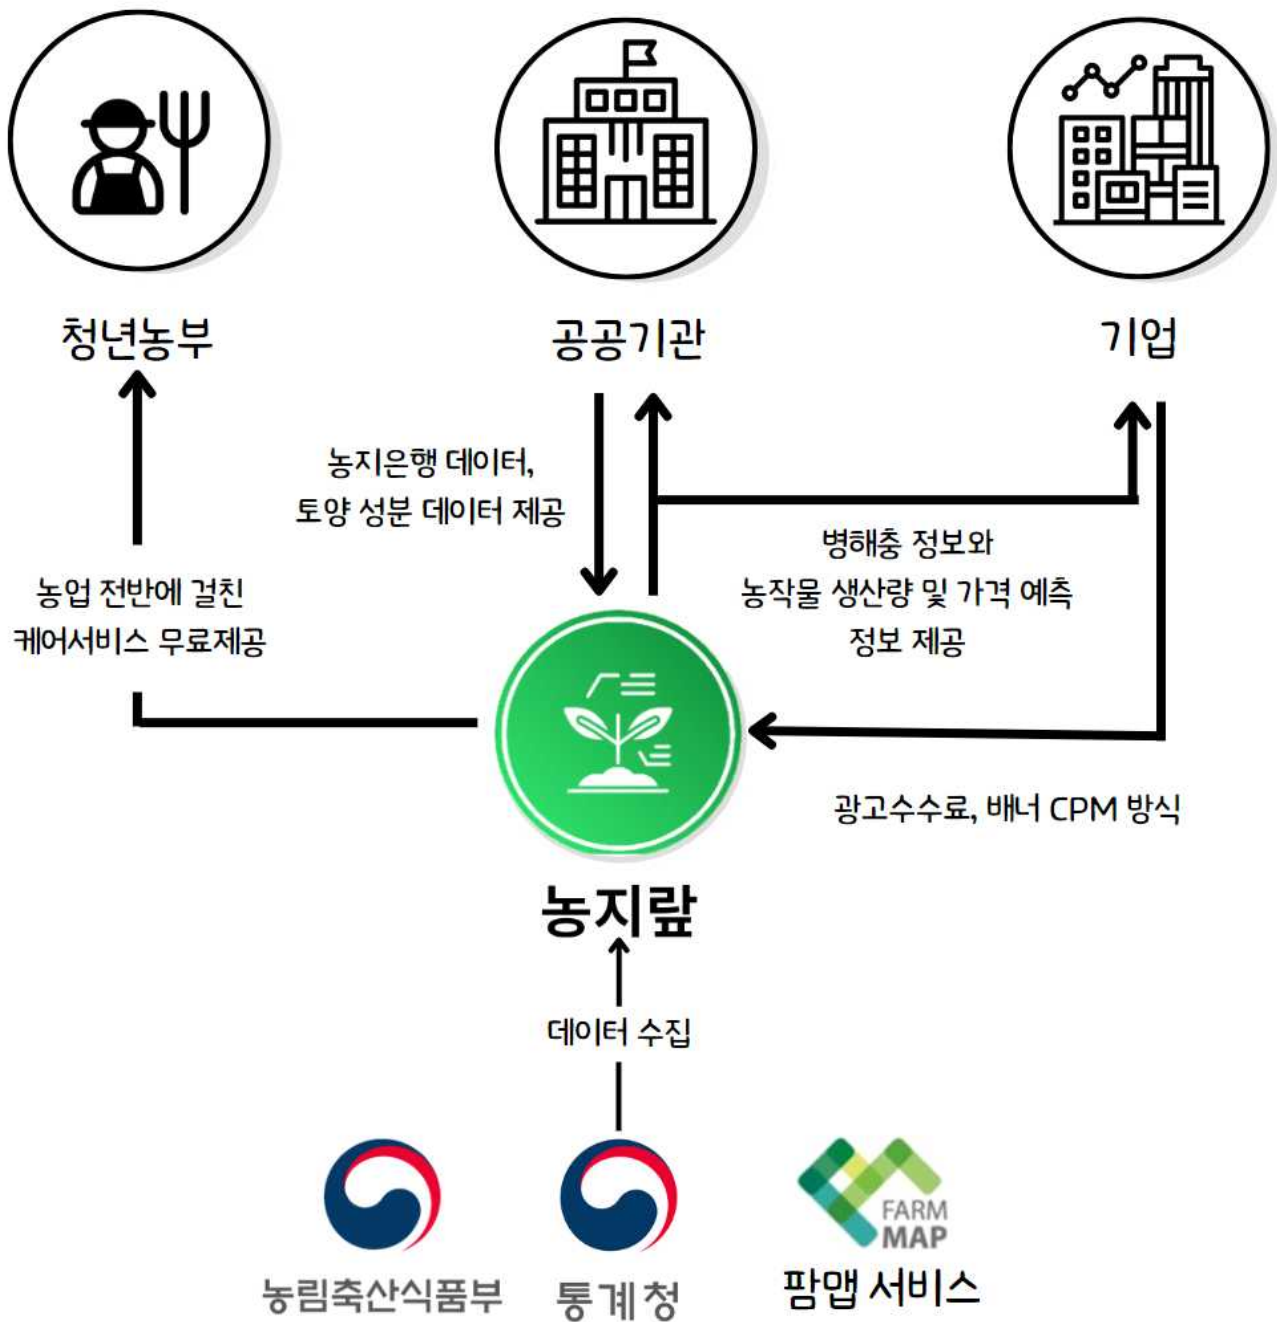 청년농부
공공기관
기업
농지은행 데이터,
토양 성분 데이터 제공
병해충 정보와
농작물 생산량 및 가격 예측
정보 제공
농업 전반에 걸친
케어서비스 무료제공
광고수수료, 배너 CPM 방식
농지랖
데이터 수집
FARM
MAP
농림축산식품부
통계청
팜맵 서비스